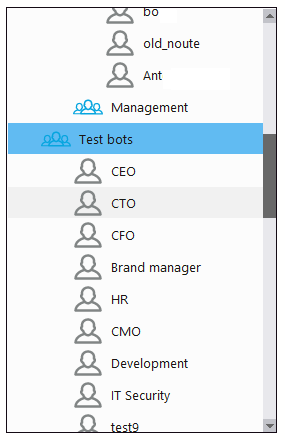 bo
old_noute
Ant
Management
Test bots
CEO
CTO
CFO
Brand manager
HR
CMO
Development
IT Security
test9